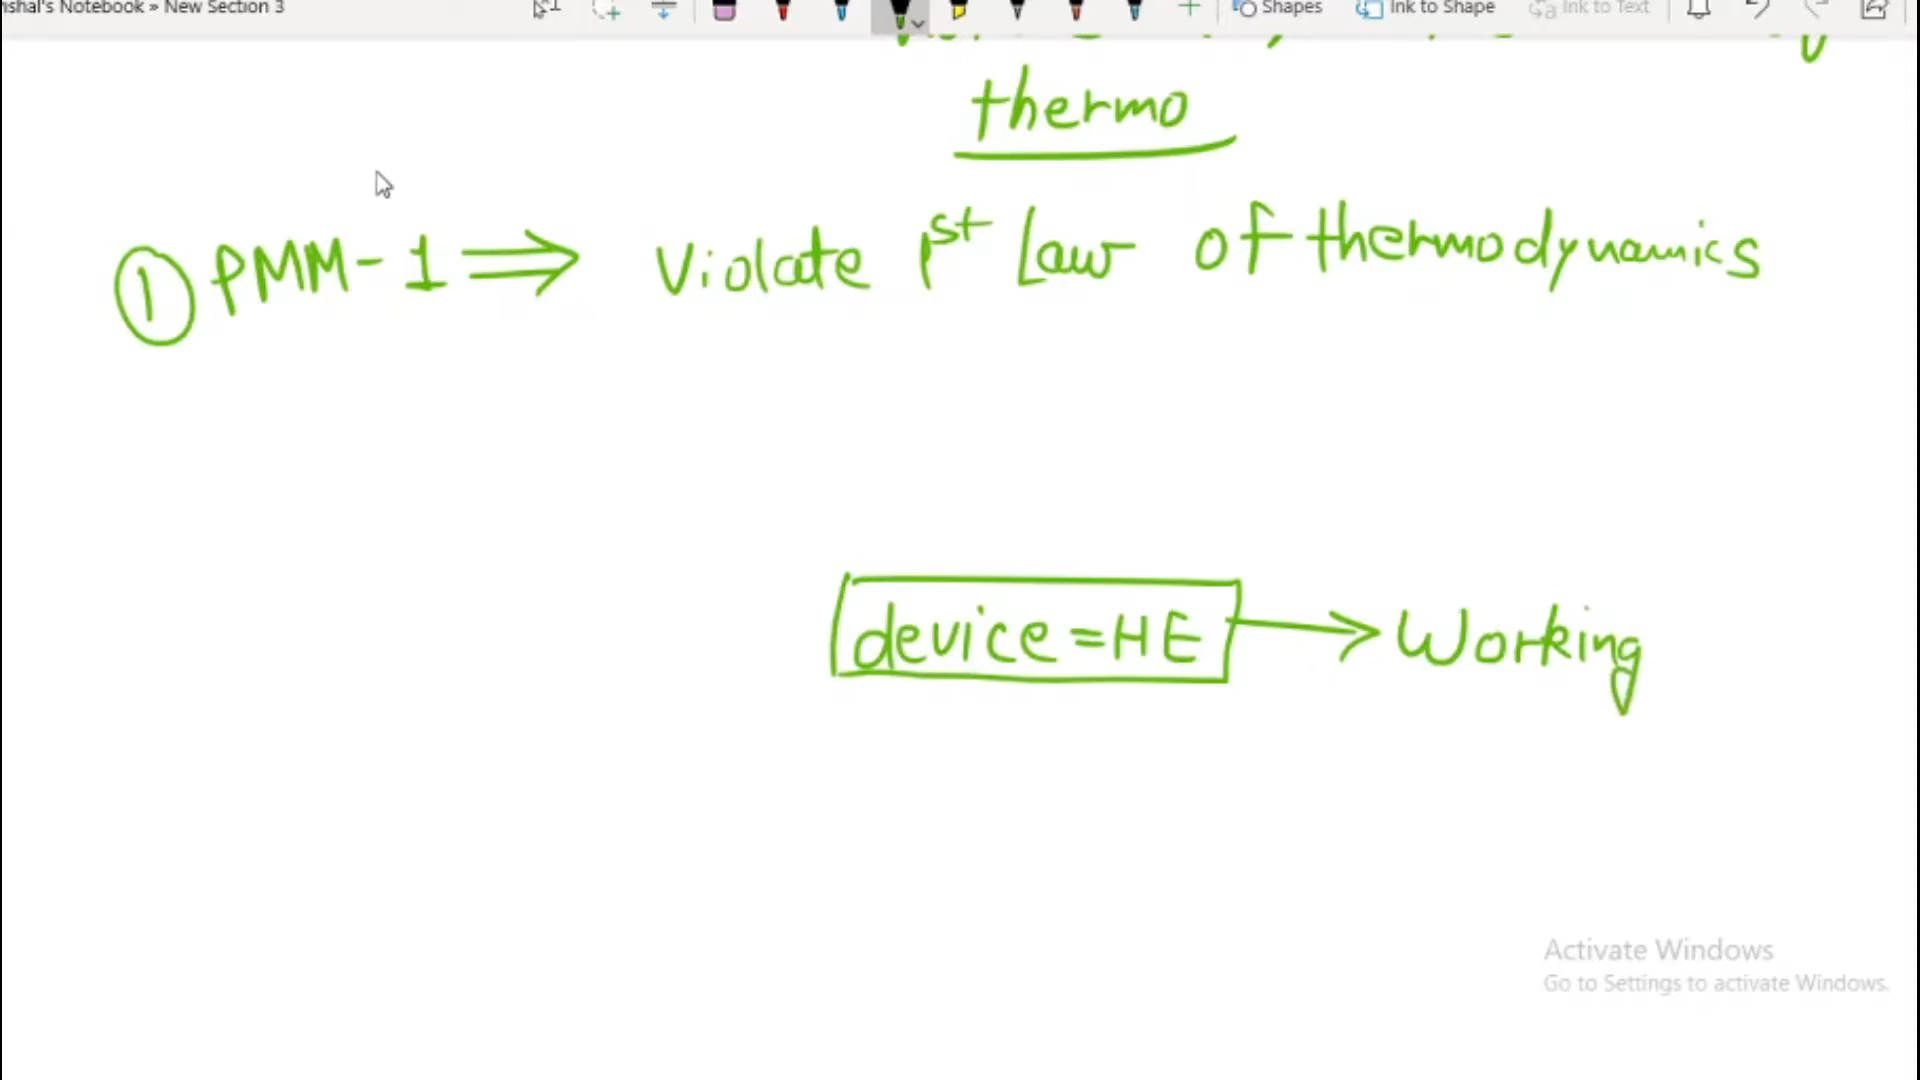 nshal's Notebook » New Section 3
Shapes
Ink to Shape
Ink to Text
thermo
① PMM-1 ⇒ Violate 1st Law of thermodynamics
device = HE → Working
Activate Windows
Go to Settings to activate Windows.